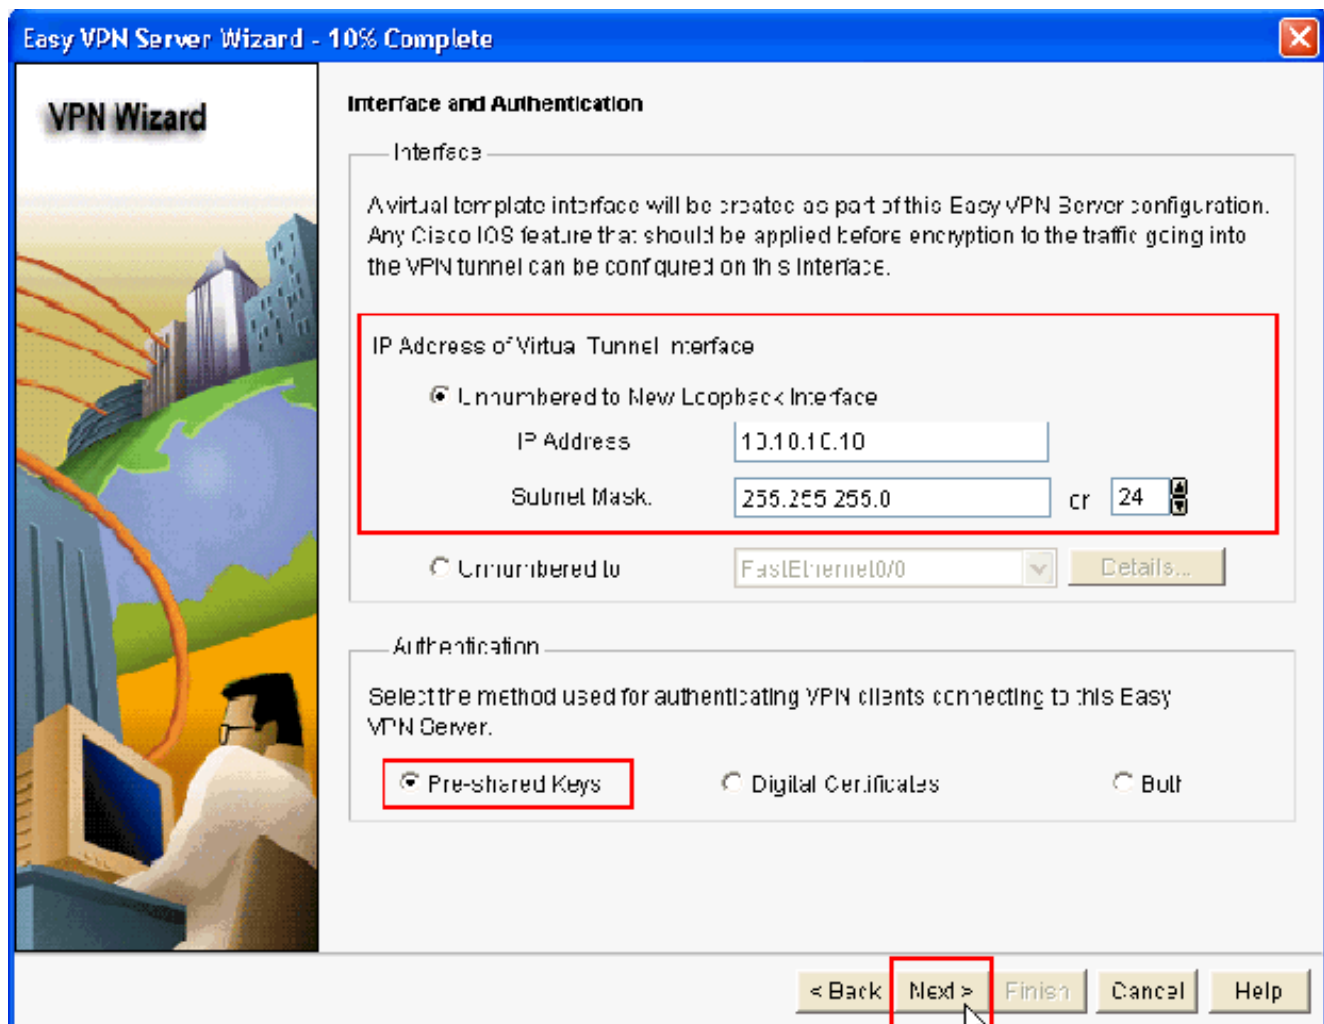 Easy VPN Server Wizard - 10% Complete
VPN Wizard
Interface and Authentication
Interface
A virtual template interface will be created as part of this Easy VPN Server configuration.
Any Cisco IOS feature that should be applied before encryption to the traffic going into
the VPN tunnel can be configured on this interface.
IP Address of Virtual Tunnel Interface
Unnumbered to New Loopback Interface
IP Address
10.10.10.10
Subnet Mask.
255.255.255.0 or 24
Unnumbered to FastEthernet0/0 Details...
Authentication
Select the method used for authenticating VPN clients connecting to this Easy
VPN Server.
Pre-shared Keys Digital Certificates Both
< Back Next > Finish Cancel Help